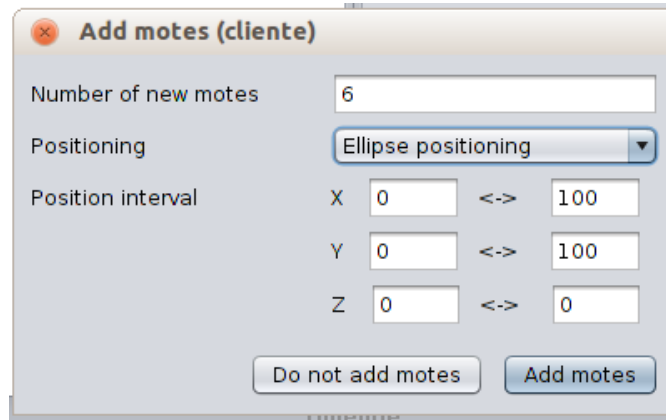 Add motes (cliente)
Number of new motes 6
Positioning Ellipse positioning
Position interval X 0 <-> 100
Y 0 <-> 100
Z 0 <-> 0
Do not add motes Add motes